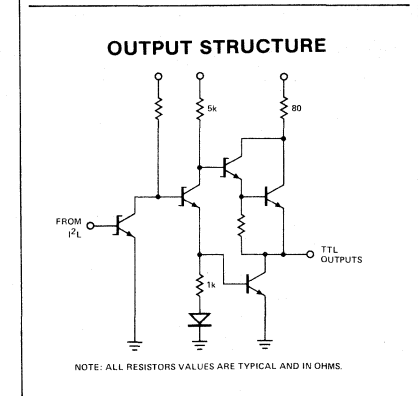 OUTPUT STRUCTURE
5k
80
FROM
I²L
TTL
OUTPUTS
1k
NOTE: ALL RESISTORS VALUES ARE TYPICAL AND IN OHMS.